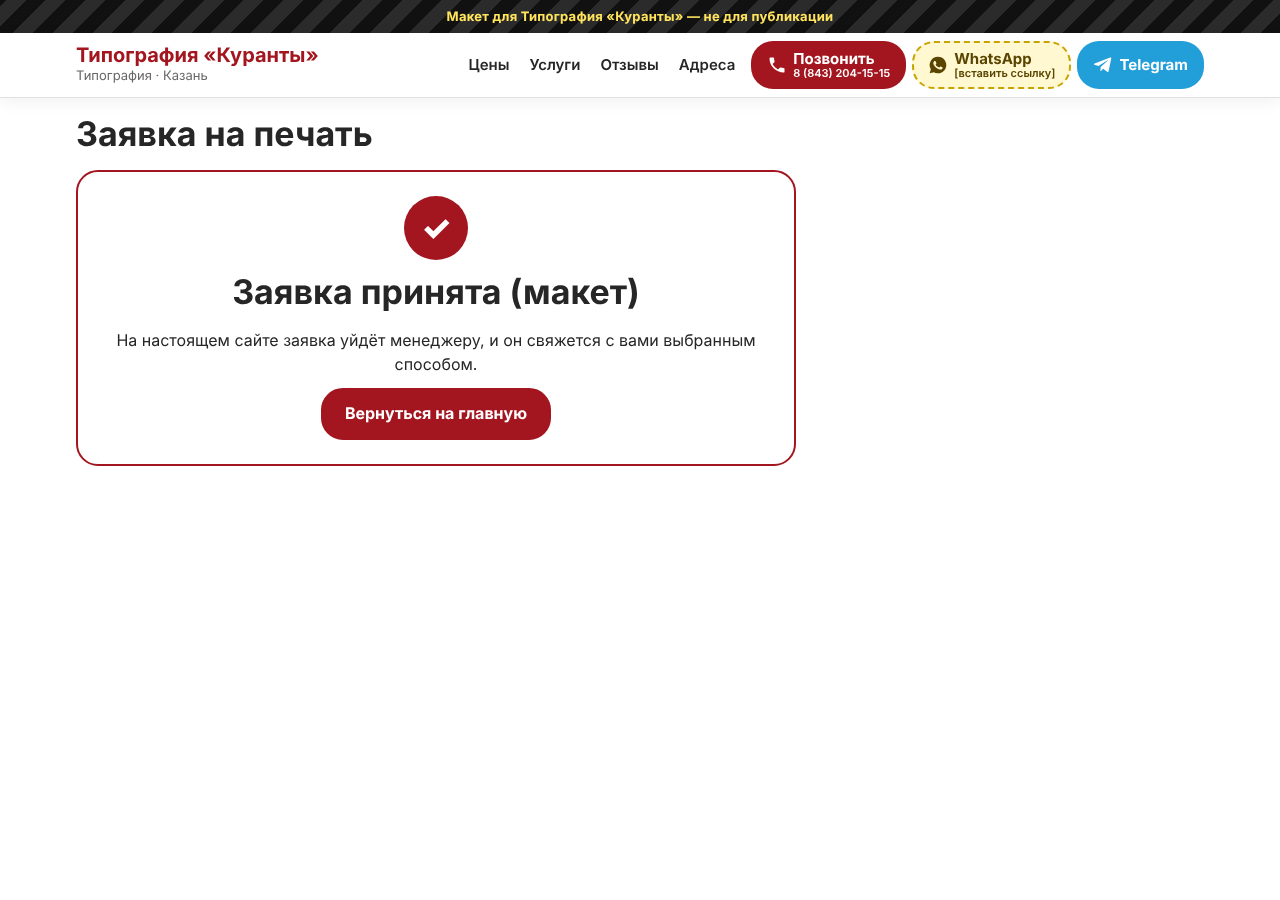 Макет для Типография «Куранты» — не для публикации
Типография «Куранты»
Типография · Казань
Цены
Услуги
Отзывы
Адреса
Позвонить
8 (843) 204-15-15
WhatsApp
[вставить ссылку]
Telegram
Заявка на печать
Заявка принята (макет)
На настоящем сайте заявка уйдёт менеджеру, и он свяжется с вами выбранным
способом.
Вернуться на главную